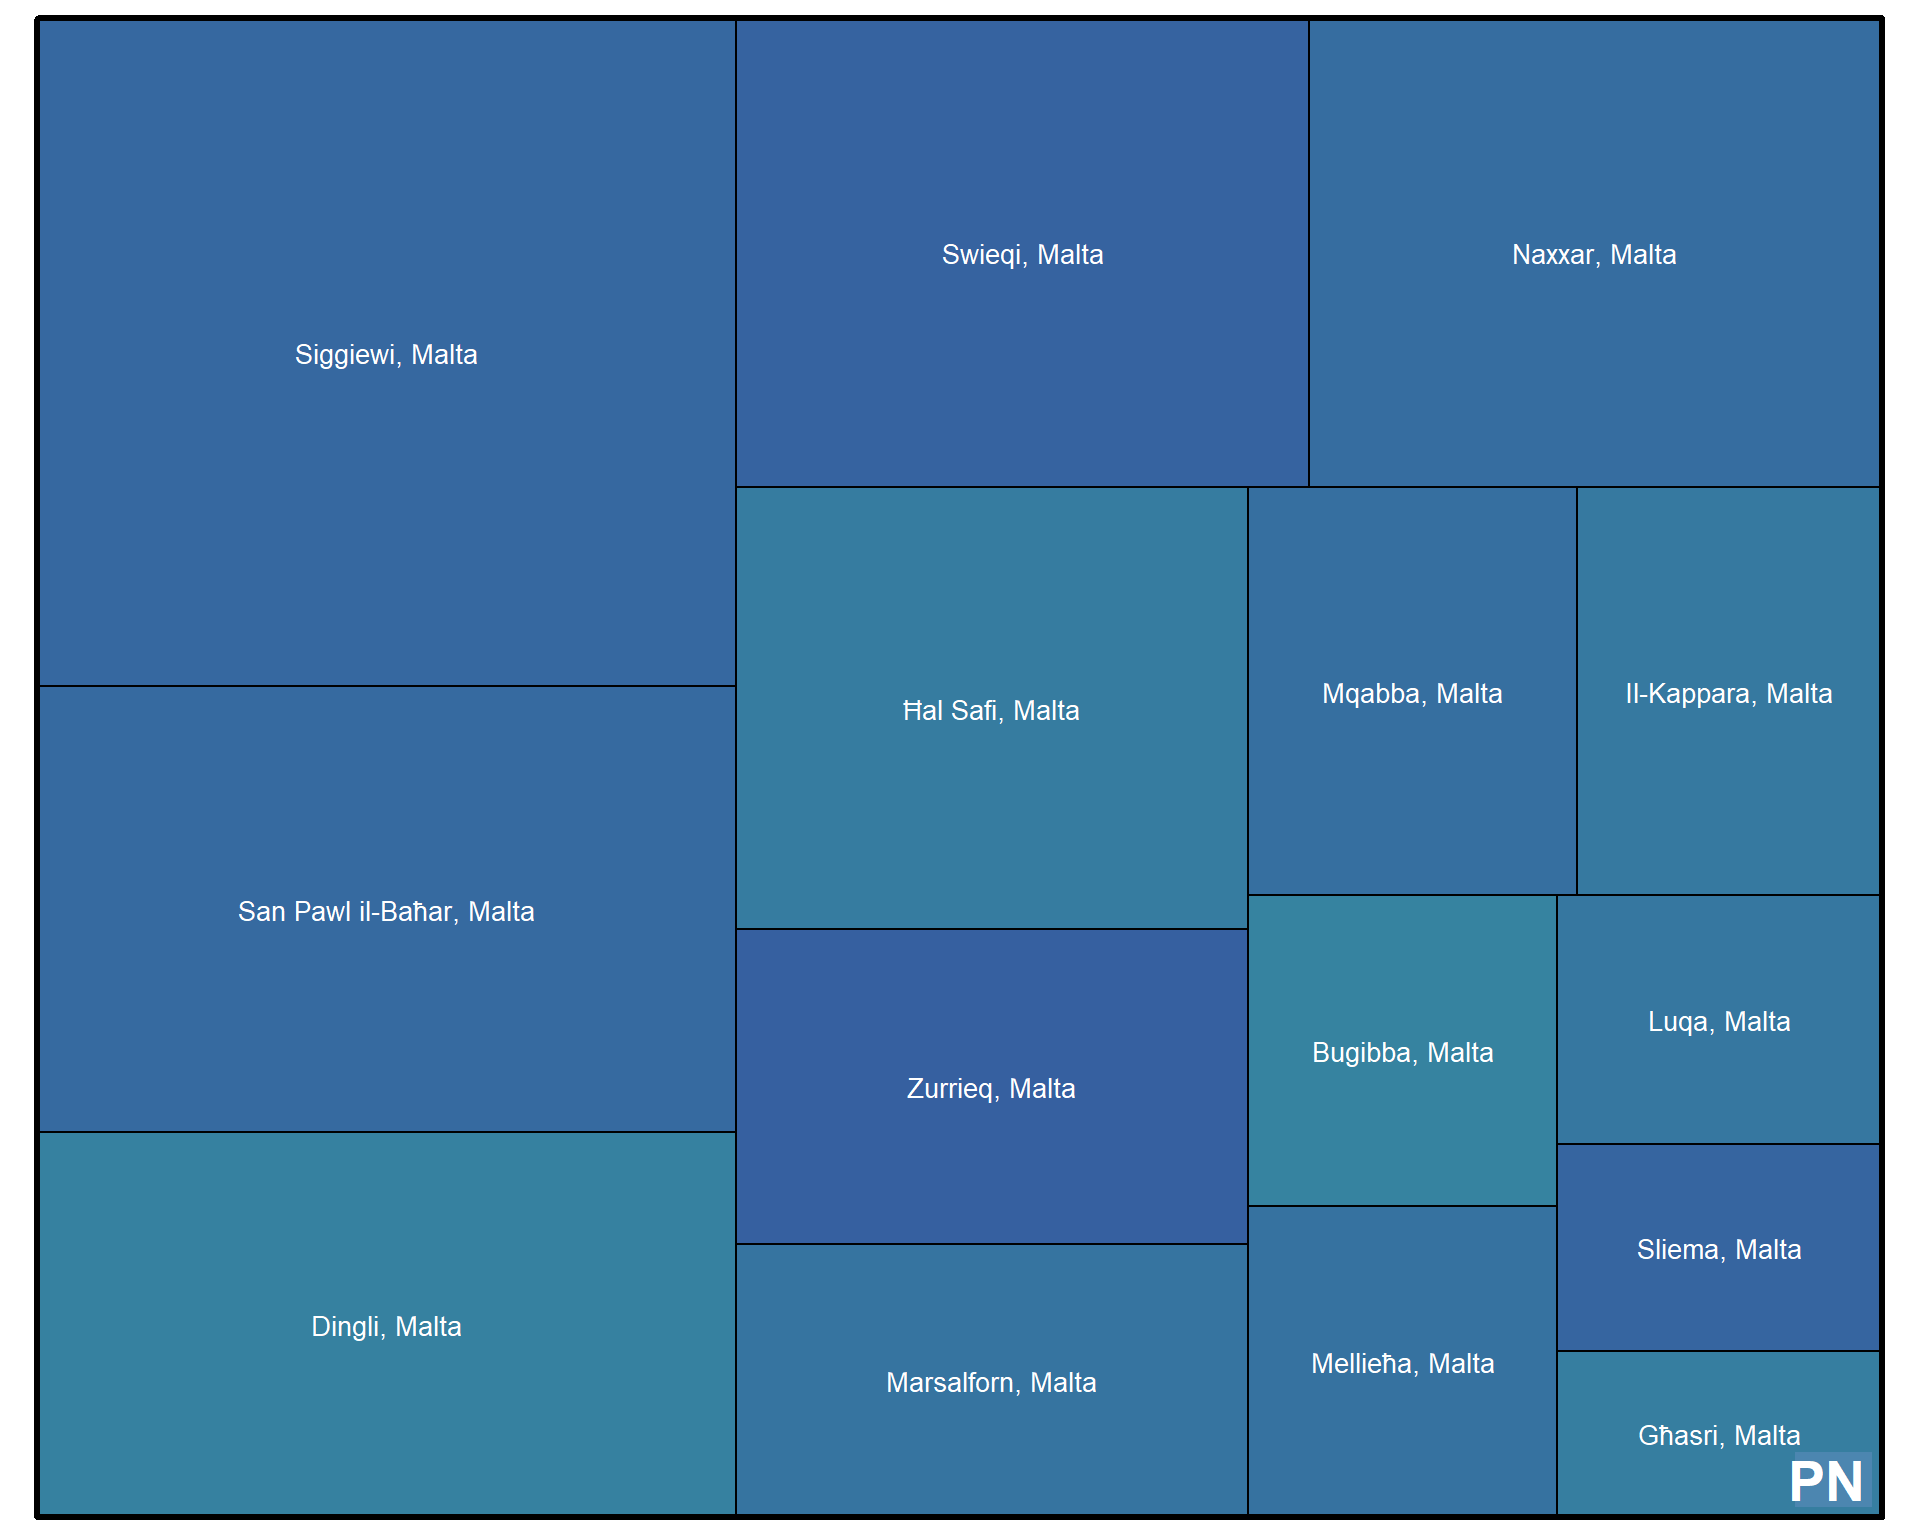 Siggiewi, Malta
Swieqi, Malta
Naxxar, Malta
San Pawl il-Baħar, Malta
Dingli, Malta
Ħal Safi, Malta
Mqabba, Malta
Il-Kappara, Malta
Zurrieq, Malta
Marsalforn, Malta
Bugibba, Malta
Luqa, Malta
Mellieħa, Malta
Sliema, Malta
Għasri, Malta
PN